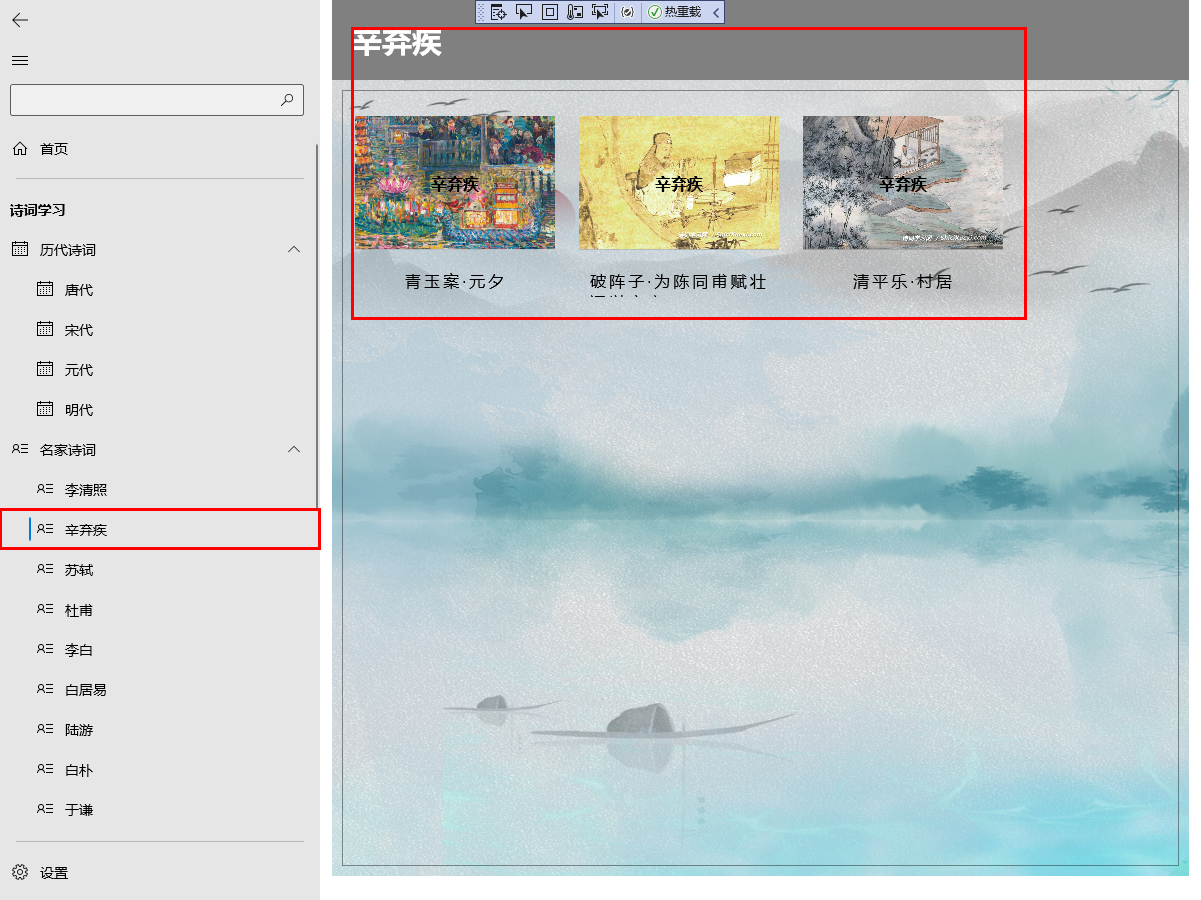 热重载
首页
诗词学习
历代诗词
唐代
宋代
元代
明代
名家诗词
李清照
辛弃疾
苏轼
杜甫
李白
白居易
陆游
白朴
于谦
设置
辛弃疾
辛弃疾
辛弃疾
辛弃疾
青玉案·元夕
破阵子·为陈同甫赋壮
清平乐·村居